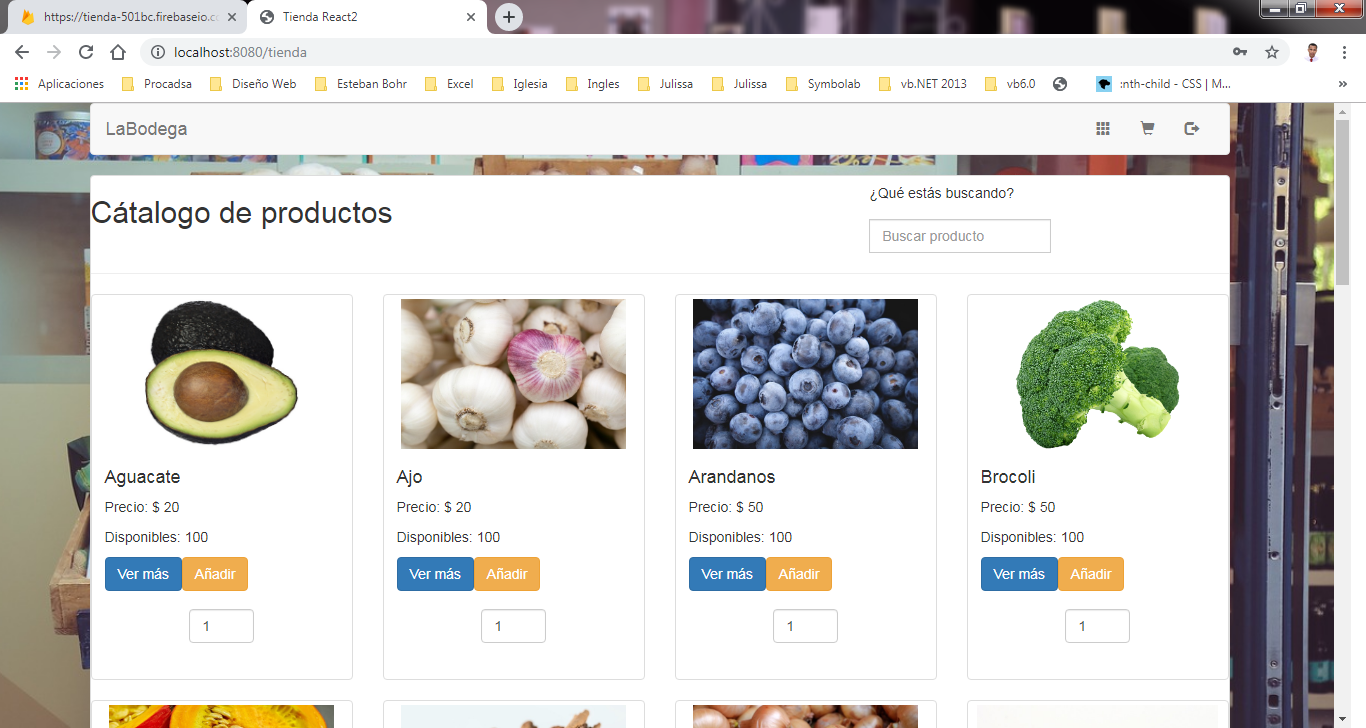 https://tienda-501bc.firebaseio.c
Tienda React2
localhost:8080/tienda
Aplicaciones
Procadsa
Diseño Web
Esteban Bohr
Excel
Iglesia
Ingles
Julissa
Julissa
Symbolab
vb.NET 2013
vb6.0
:nth-child - CSS | M...
»
LaBodega
Cátalogo de productos
¿Qué estás buscando?
Buscar producto
Aguacate
Precio: $ 20
Disponibles: 100
Ver más
Añadir
1
Ajo
Precio: $ 20
Disponibles: 100
Ver más
Añadir
1
Arandanos
Precio: $ 50
Disponibles: 100
Ver más
Añadir
1
Brocoli
Precio: $ 50
Disponibles: 100
Ver más
Añadir
1